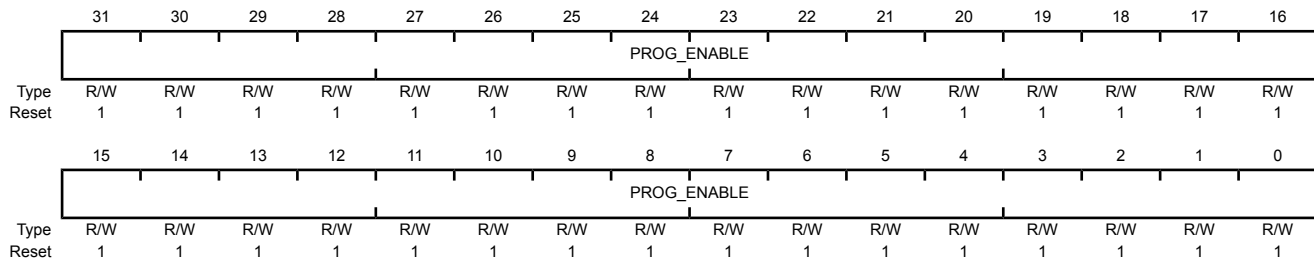 31 30 29 28 27 26 25 24 23 22 21 20 19 18 17 16
PROG_ENABLE
Type R/W R/W R/W R/W R/W R/W R/W R/W R/W R/W R/W R/W R/W R/W R/W R/W
Reset 1 1 1 1 1 1 1 1 1 1 1 1 1 1 1 1
15 14 13 12 11 10 9 8 7 6 5 4 3 2 1 0
PROG_ENABLE
Type R/W R/W R/W R/W R/W R/W R/W R/W R/W R/W R/W R/W R/W R/W R/W R/W
Reset 1 1 1 1 1 1 1 1 1 1 1 1 1 1 1 1